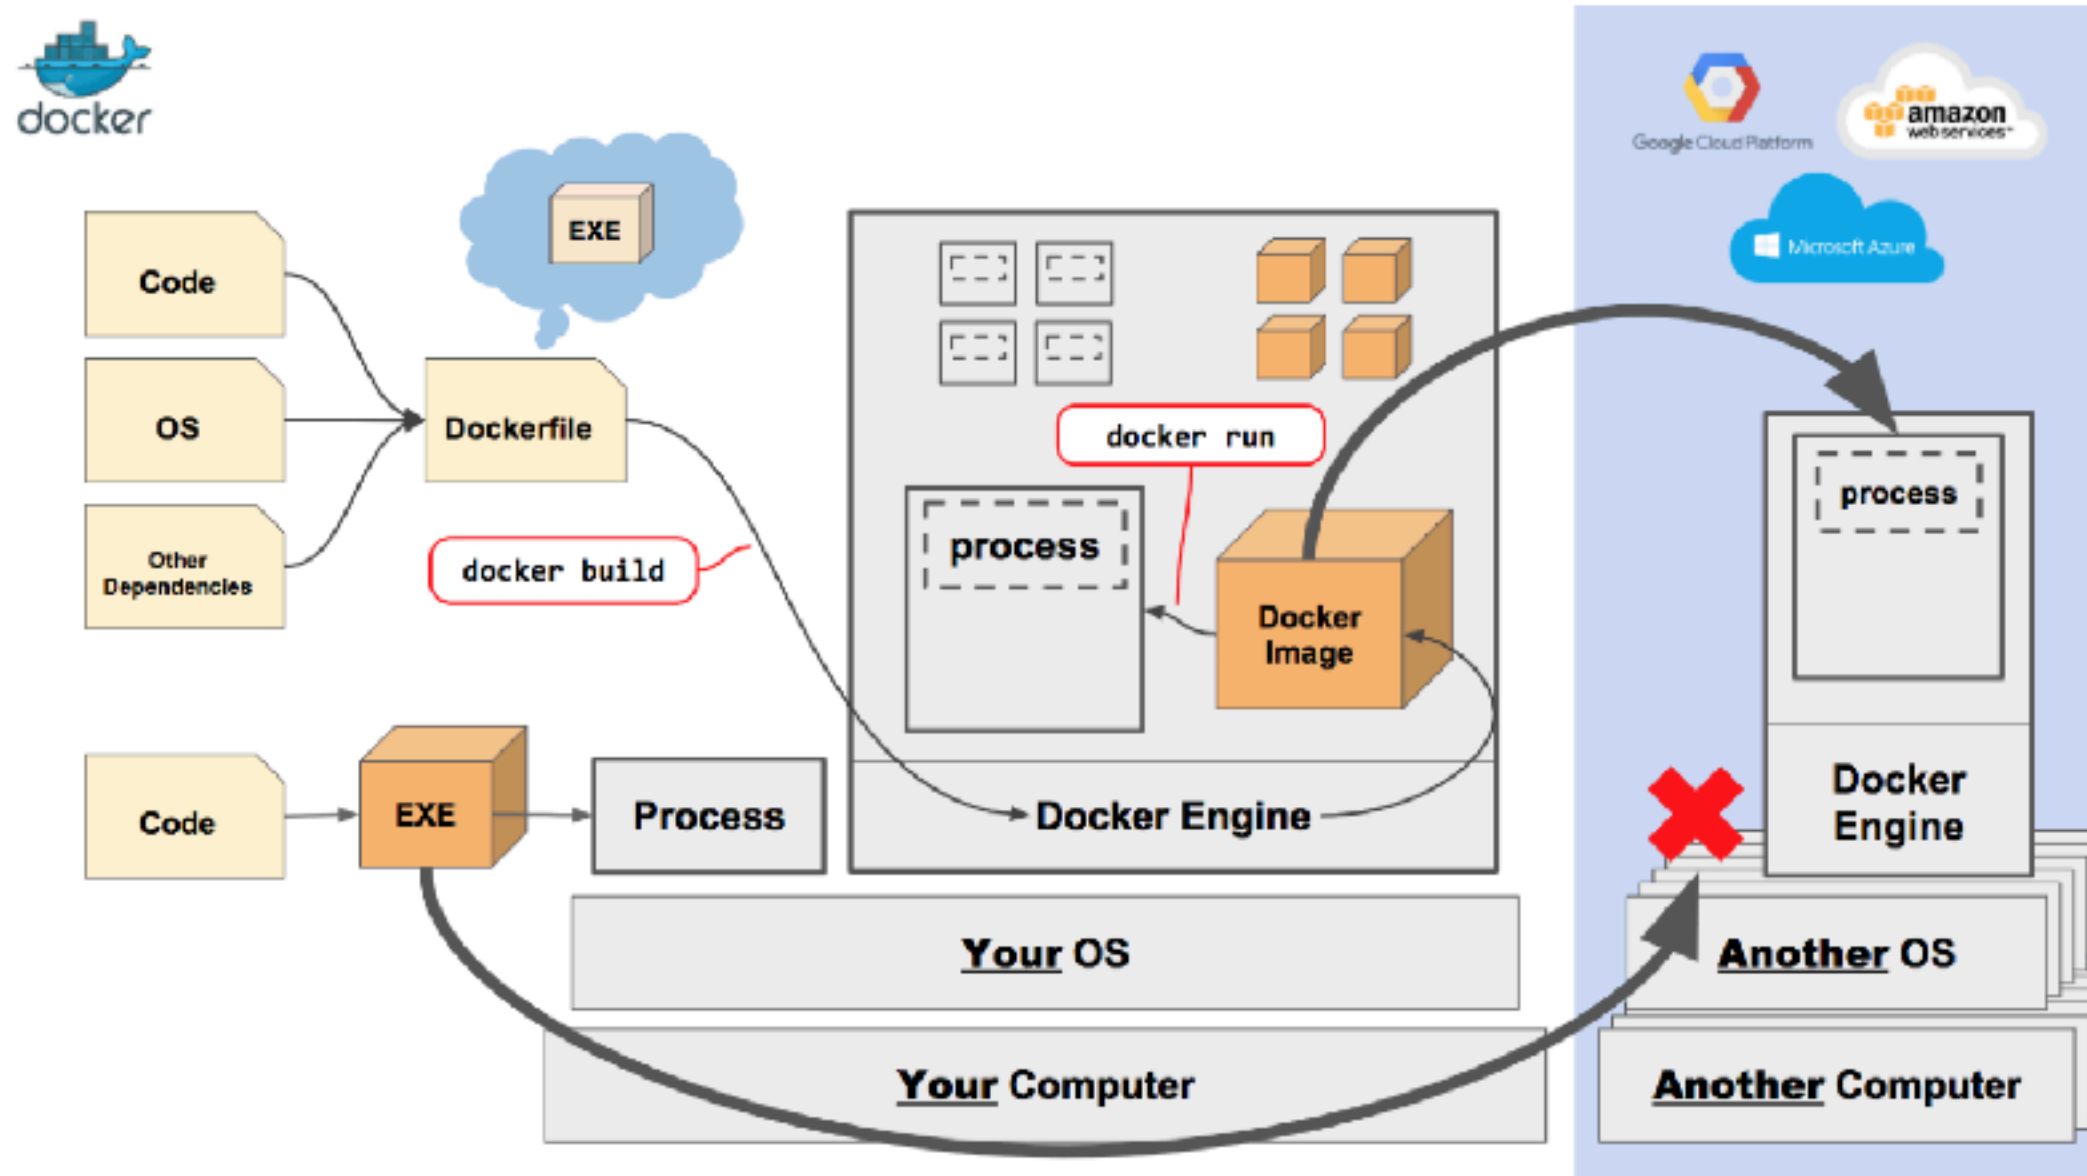 docker
Google Cloud Platform
amazon
web services™
Microsoft Azure
EXE
Code
OS
Other
Dependencies
Dockerfile
docker build
docker run
process
Docker
Image
process
Docker
Engine
Code
EXE
Process
Docker Engine
Your OS
Another OS
Your Computer
Another Computer